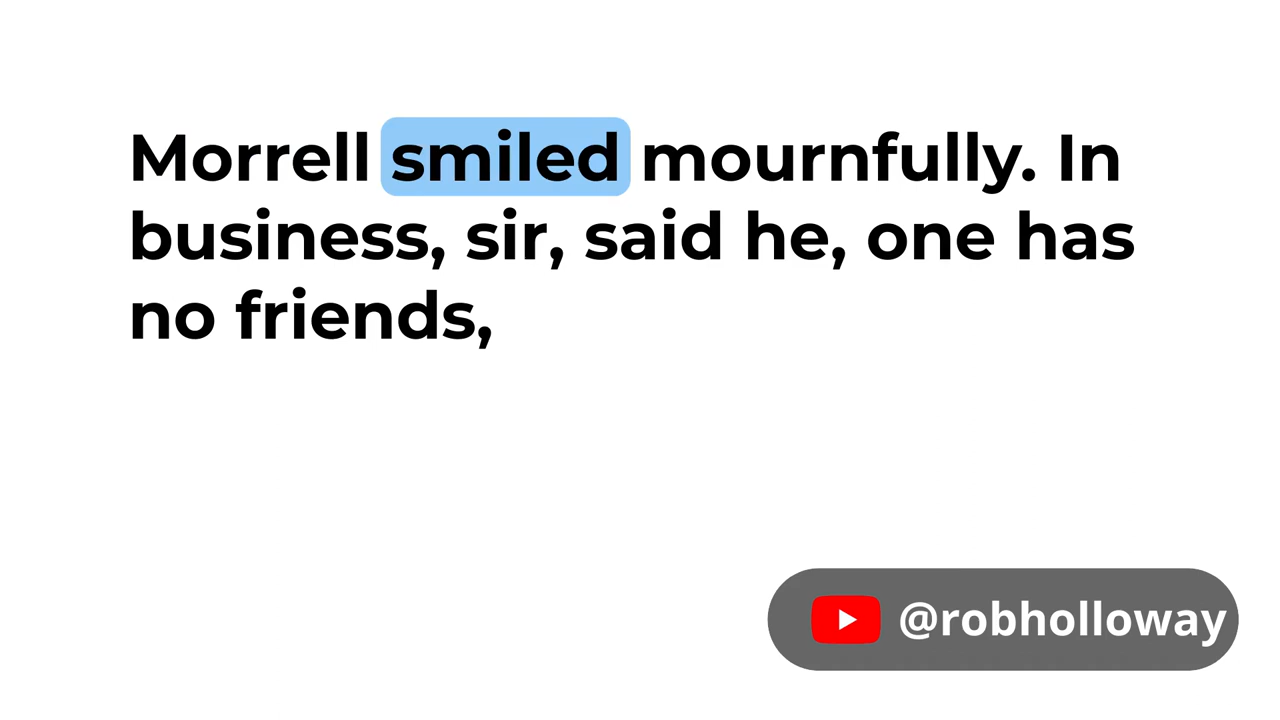 Morrell smiled mournfully. In
business, sir, said he, one has
no friends,
@robholloway